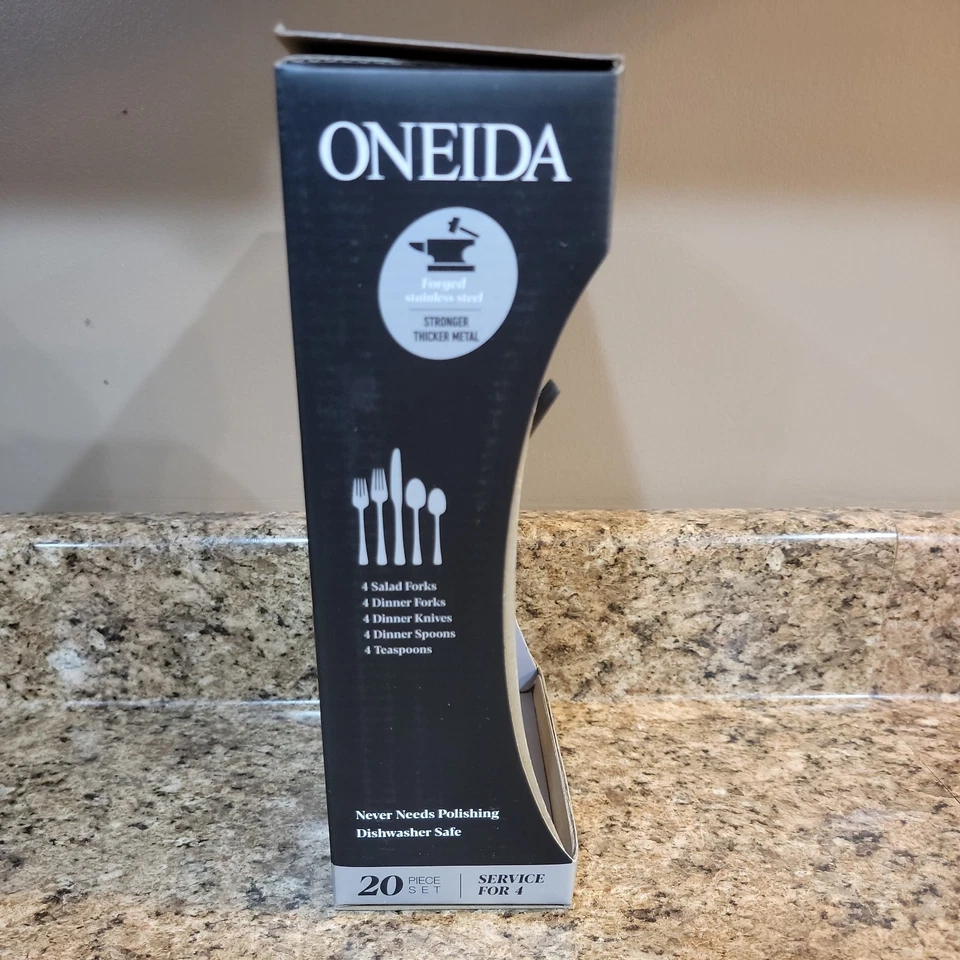 ONEIDA
Forged
stainless steel
STRONGER
THICKER METAL
4 Salad Forks
4 Dinner Forks
4 Dinner Knives
4 Dinner Spoons
4 Teaspoons
Never Needs Polishing
Dishwasher Safe
20 PIECE SET
SERVICE
FOR 4